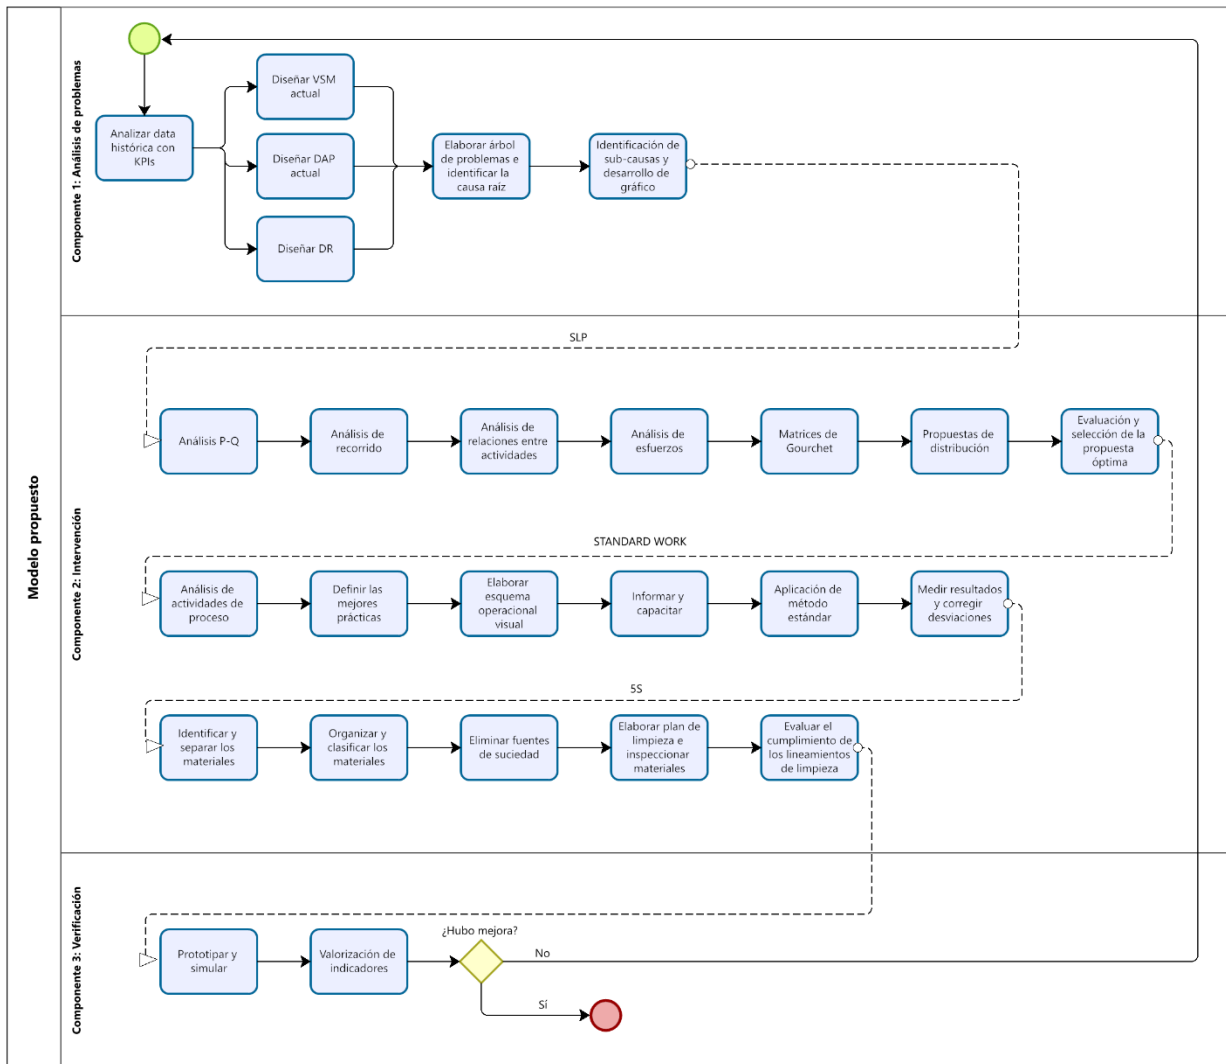 Modelo propuesto
Componente 1: Análisis de problemas
Analizar data
histórica con
KPIs
Diseñar VSM
actual
Diseñar DAP
actual
Diseñar DR
Elaborar árbol
de problemas e
identificar la
causa raíz
Identificación de
sub-causas y
desarrollo de
gráfico
Componente 2: Intervención
SLP
Análisis P-Q
Análisis de
recorrido
Análisis de
relaciones entre
actividades
Análisis de
esfuerzos
Matrices de
Gourchet
Propuestas de
distribución
Evaluación y
selección de la
propuesta
óptima
STANDARD WORK
Análisis de
actividades de
proceso
Definir las
mejores
prácticas
Elaborar
esquema
operacional
visual
Informar y
capacitar
Aplicación de
método
estándar
Medir resultados
y corregir
desviaciones
5S
Identificar y
separar los
materiales
Organizar y
clasificar los
materiales
Eliminar fuentes
de suciedad
Elaborar plan de
limpieza e
inspeccionar
materiales
Evaluar el
cumplimiento de
los lineamientos
de limpieza
Componente 3: Verificación
Prototipar y
simular
Valorización de
indicadores
¿Hubo mejora?
No
Sí